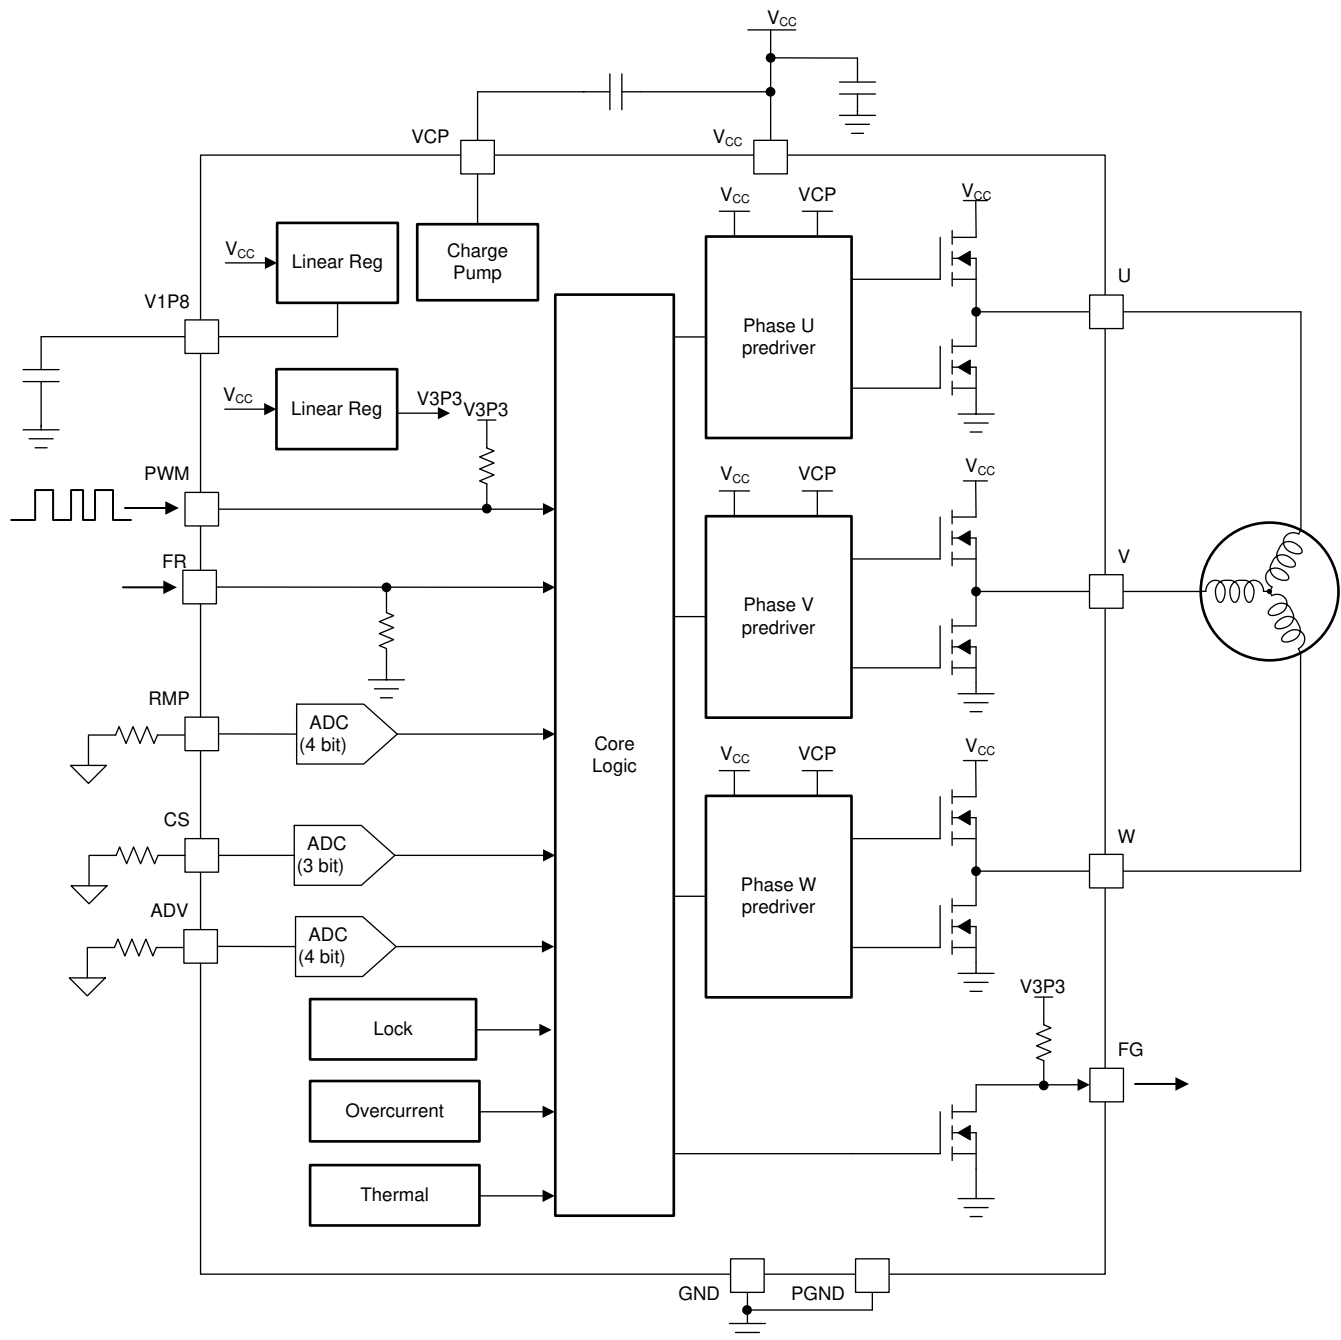 VCC
VCP
VCC
VCC
Linear Reg
Charge
Pump
V1P8
VCC
Linear Reg
V3P3
V3P3
PWM
FR
RMP
ADC
(4 bit)
CS
ADC
(3 bit)
ADV
ADC
(4 bit)
Lock
Overcurrent
Thermal
Core
Logic
VCC
VCP
Phase U
predriver
VCC
U
VCC
VCP
Phase V
predriver
VCC
V
VCC
VCP
Phase W
predriver
VCC
W
V3P3
FG
GND
PGND